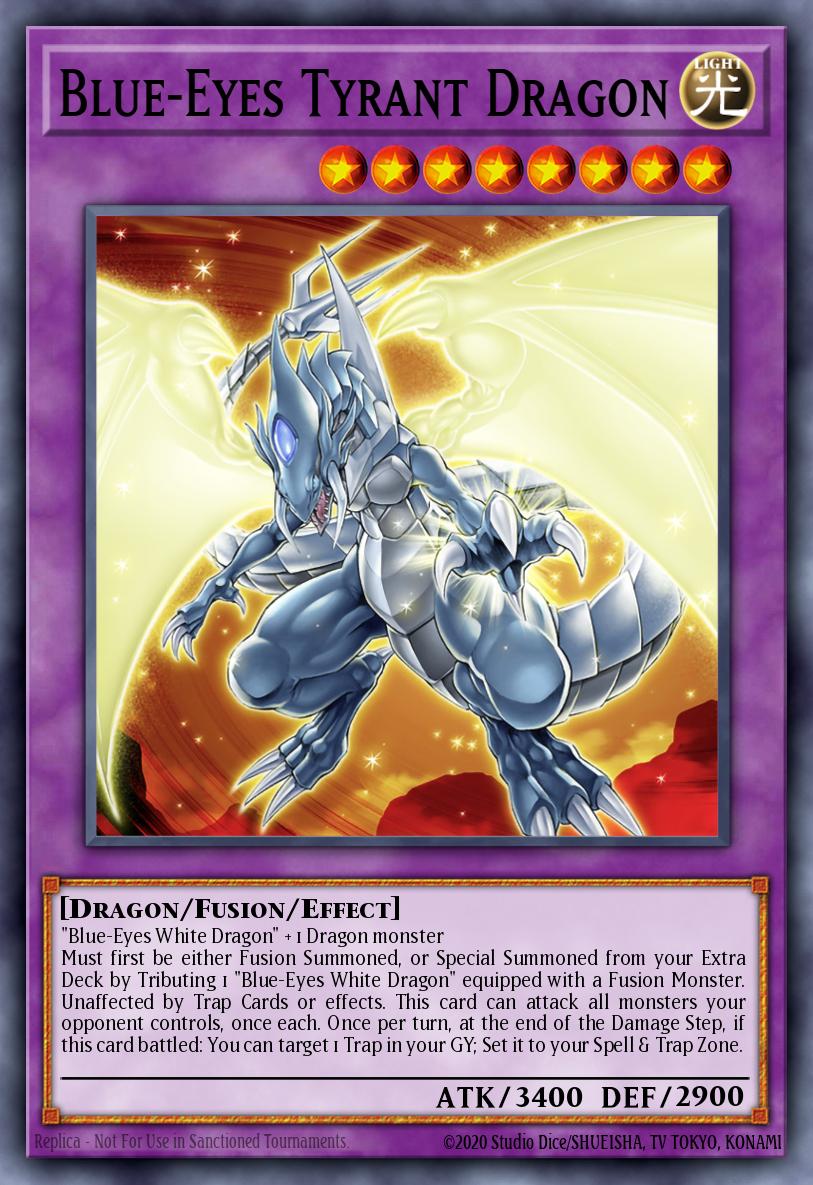 Blue-Eyes Tyrant Dragon
LIGHT
光
[Dragon/Fusion/Effect]
"Blue-Eyes White Dragon" + 1 Dragon monster
Must first be either Fusion Summoned, or Special Summoned from your Extra
Deck by Tributing 1 "Blue-Eyes White Dragon" equipped with a Fusion Monster.
Unaffected by Trap Cards or effects. This card can attack all monsters your
opponent controls, once each. Once per turn, at the end of the Damage Step, if
this card battled: You can target 1 Trap in your GY; Set it to your Spell & Trap Zone.
ATK/3400 DEF/2900
Replica - Not For Use in Sanctioned Tournaments.
©2020 Studio Dice/SHUEISHA, TV TOKYO, KONAMI